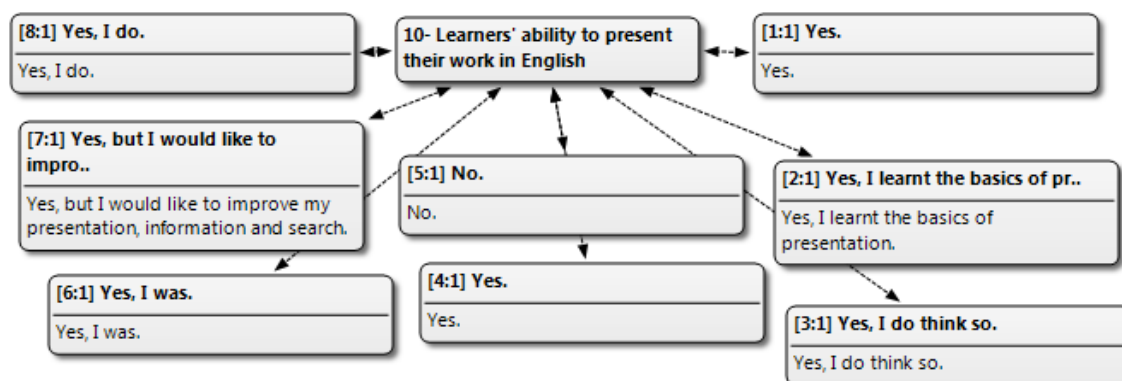 [8:1] Yes, I do.
Yes, I do.
10- Learners' ability to present
their work in English
[1:1] Yes.
Yes.
[7:1] Yes, but I would like to
impro..
Yes, but I would like to improve my
presentation, information and search.
[5:1] No.
No.
[2:1] Yes, I learnt the basics of pr..
Yes, I learnt the basics of
presentation.
[6:1] Yes, I was.
Yes, I was.
[4:1] Yes.
Yes.
[3:1] Yes, I do think so.
Yes, I do think so.